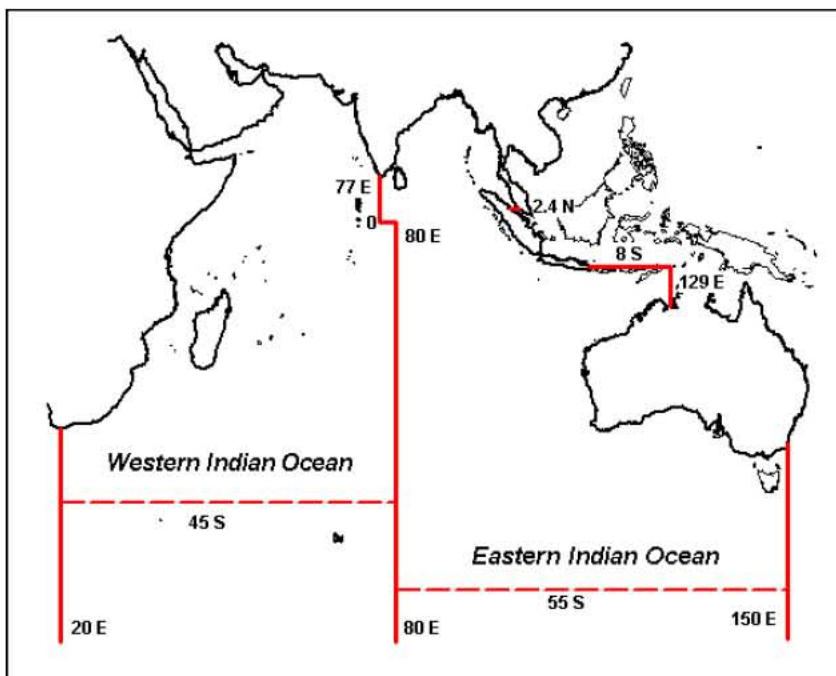 77 E
2.4 N
0
80 E
8 S
129 E
Western Indian Ocean
45 S
Eastern Indian Ocean
55 S
20 E
80 E
150 E